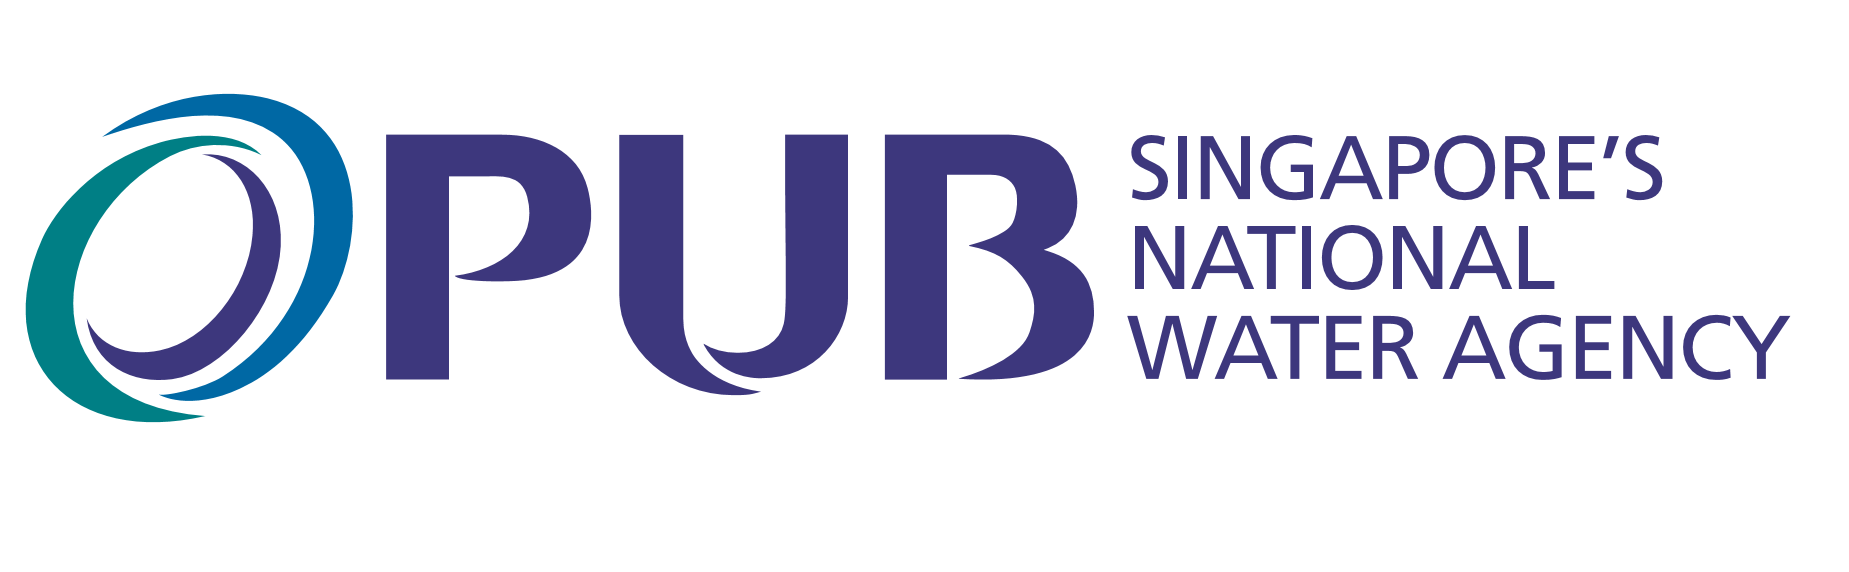 PUB
SINGAPORE’S
NATIONAL
WATER AGENCY